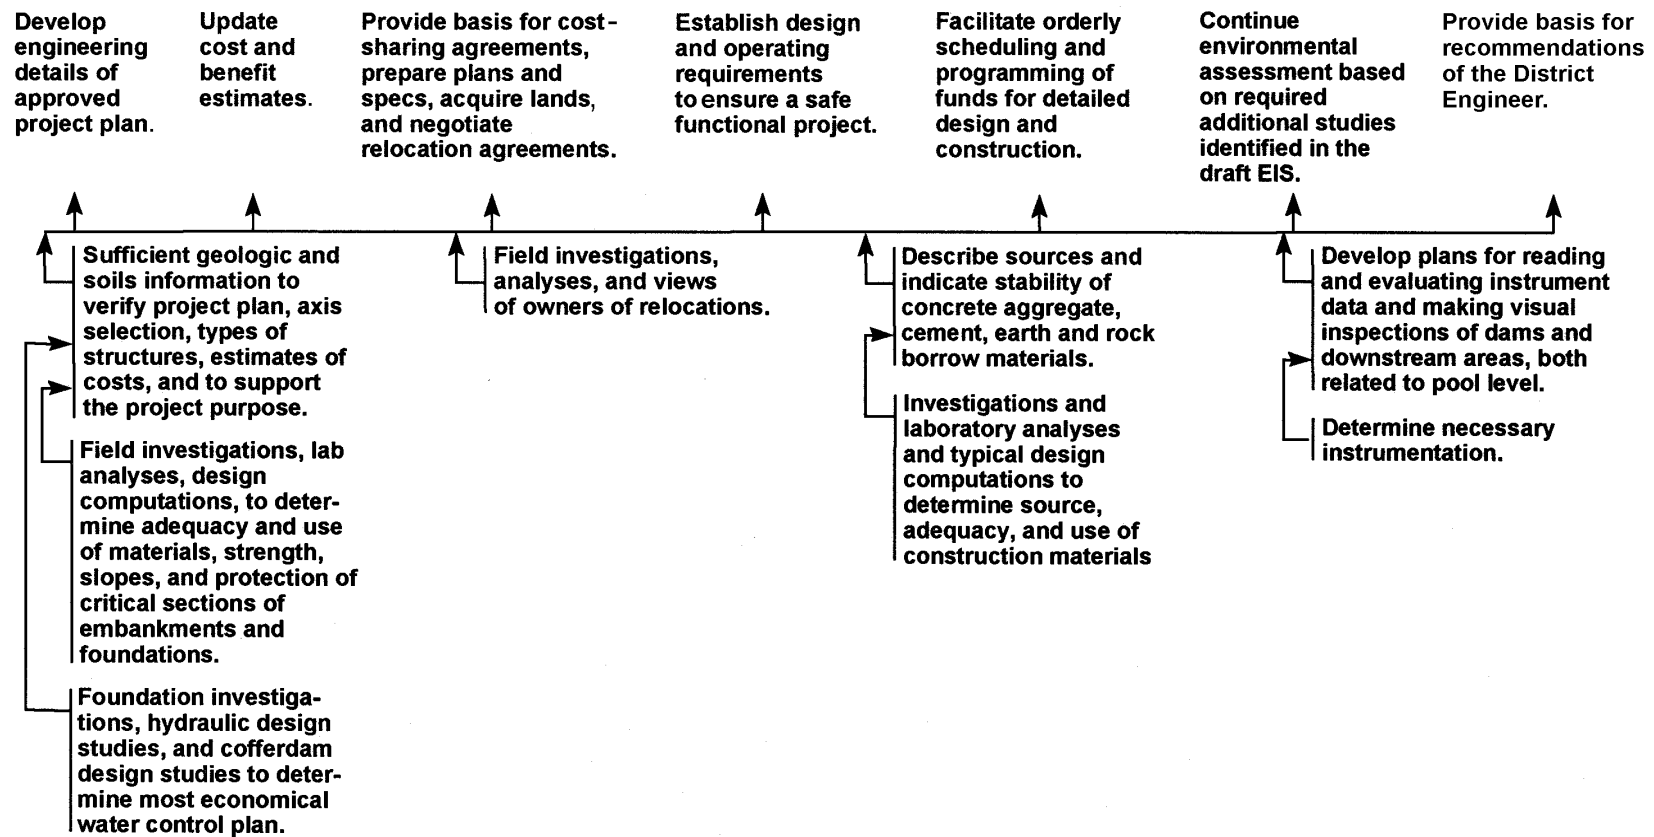 Develop
engineering
details of
approved
project plan.
Update
cost and
benefit
estimates.
Provide basis for cost-
sharing agreements,
prepare plans and
specs, acquire lands,
and negotiate
relocation agreements.
Establish design
and operating
requirements
to ensure a safe
functional project.
Facilitate orderly
scheduling and
programming of
funds for detailed
design and
construction.
Continue
environmental
assessment based
on required
additional studies
identified in the
draft EIS.
Provide basis for
recommendations
of the District
Engineer.
Sufficient geologic and
soils information to
verify project plan, axis
selection, types of
structures, estimates of
costs, and to support
the project purpose.
Field investigations, lab
analyses, design
computations, to deter-
mine adequacy and use
of materials, strength,
slopes, and protection of
critical sections of
embankments and
foundations.
Foundation investiga-
tions, hydraulic design
studies, and cofferdam
design studies to deter-
mine most economical
water control plan.
Field investigations,
analyses, and views
of owners of relocations.
Describe sources and
indicate stability of
concrete aggregate,
cement, earth and rock
borrow materials.
Investigations and
laboratory analyses
and typical design
computations to
determine source,
adequacy, and use of
construction materials
Develop plans for reading
and evaluating instrument
data and making visual
inspections of dams and
downstream areas, both
related to pool level.
Determine necessary
instrumentation.